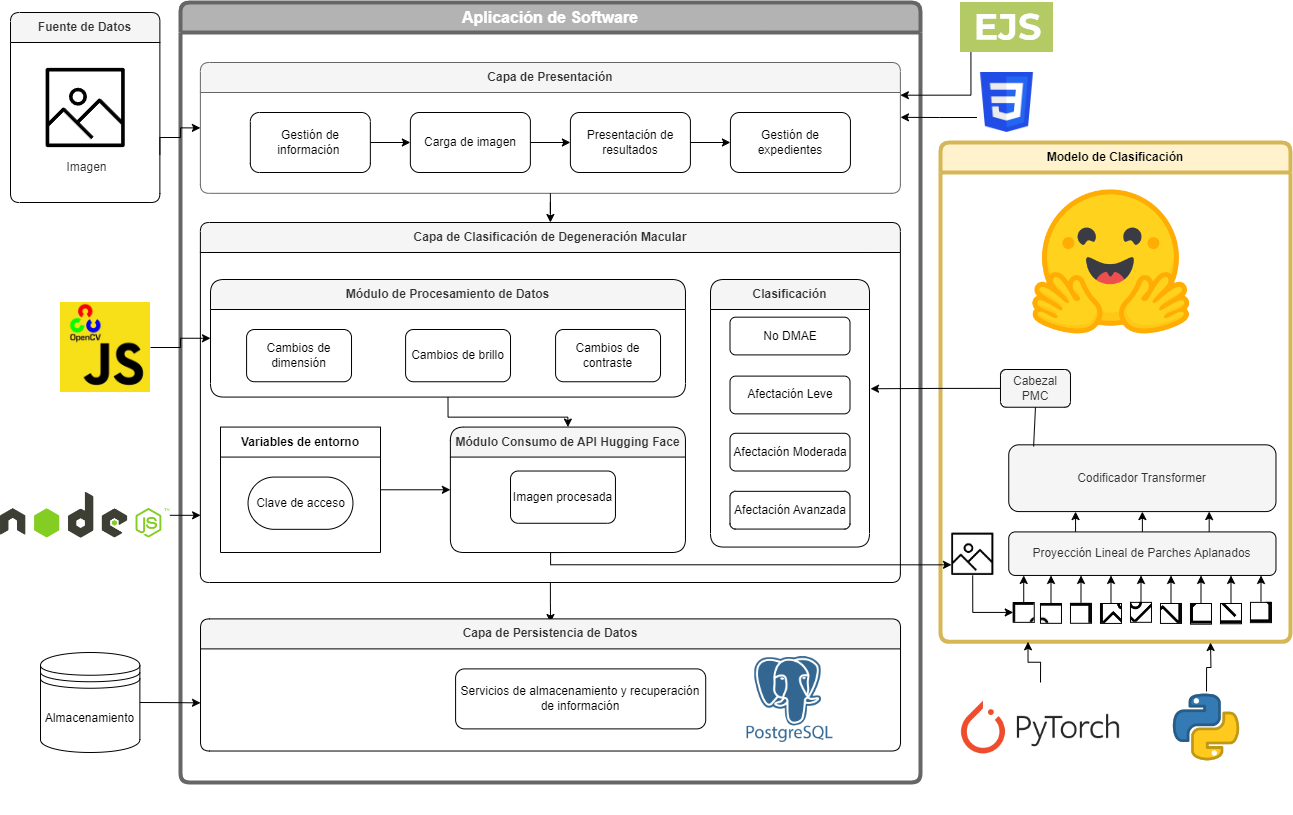 Fuente de Datos
Imagen
Aplicación de Software
Capa de Presentación
Gestión de
información
Carga de imagen
Presentación de
resultados
Gestión de
expedientes
EJS
3
Capa de Clasificación de Degeneración Macular
Módulo de Procesamiento de Datos
Cambios de
dimensión
Cambios de brillo
Cambios de
contraste
OpenCV
JS
Variables de entorno
Clave de acceso
Módulo Consumo de API Hugging Face
Imagen procesada
Clasificación
No DMAE
Afectación Leve
Afectación Moderada
Afectación Avanzada
node
JS
™
Modelo de Clasificación
Cabezal
PMC
Codificador Transformer
Proyección Lineal de Parches Aplanados
Capa de Persistencia de Datos
Servicios de almacenamiento y recuperación
de información
PostgreSQL
Almacenamiento
PyTorch